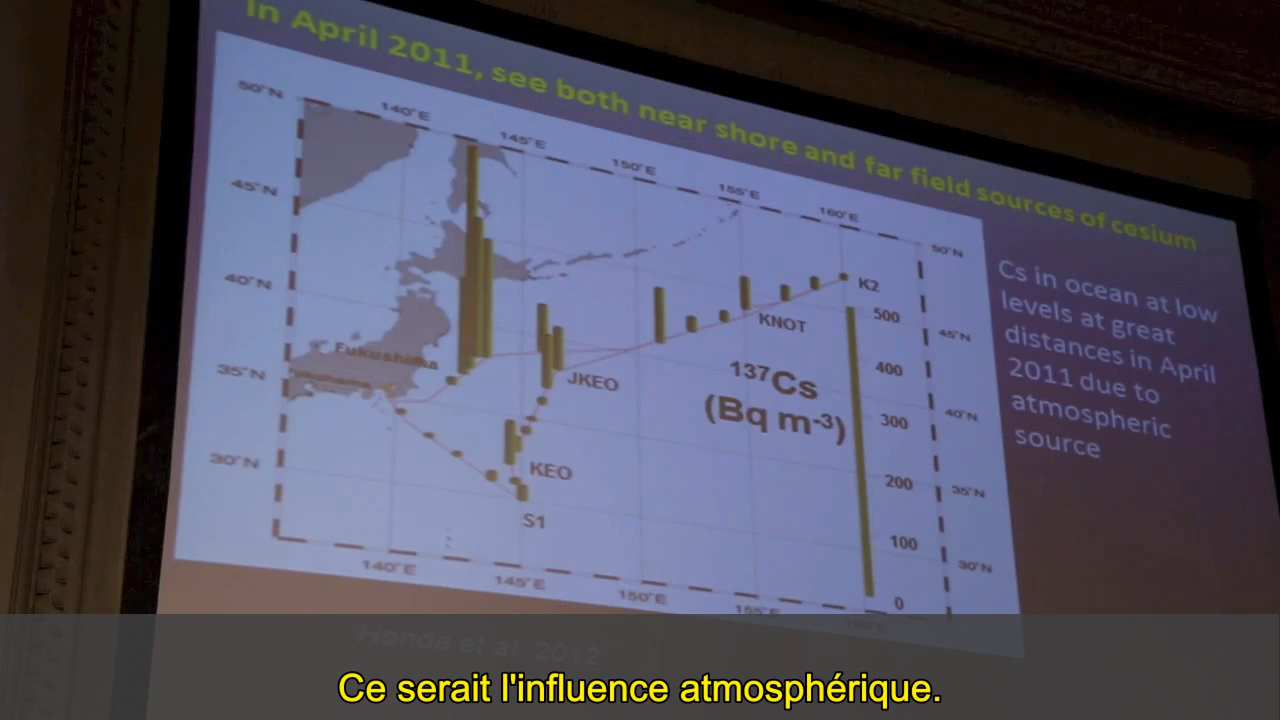 In April 2011, see both near shore and far field sources of cesium
50°N
140°E
145°E
150°E
155°E
160°E
50°N
45°N
40°N
35°N
30°N
45°N
40°N
35°N
30°N
Fukushima
K2
KNOT
JKEO
KEO
S1
137Cs
(Bq m-3)
500
400
300
200
100
0
140°E
145°E
150°E
155°E
160°E
Cs in ocean at low
levels at great
distances in April
2011 due to
atmospheric
source
Honda et al. 2012
Ce serait l'influence atmosphérique.